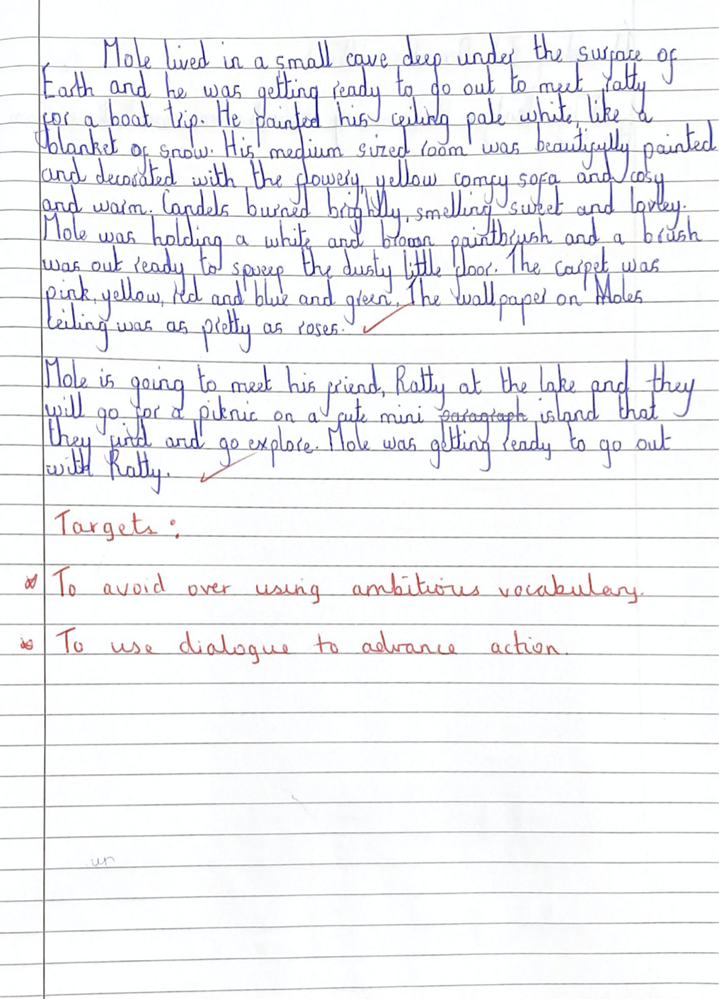 Mole lived in a small cave deep under the surface of
Earth and he was getting ready to go out to meet ratty
for a boat trip. He painted his ceiling pale white, like a
blanket of snow. His medium sized room was beautifully painted
and decorated with the flowery, yellow comfy sofa and cosy
and warm. Candels burned brightly, smelling sweet and lovley.
Mole was holding a white and brown paintbrush and a brush
was out ready to sweep the dusty little floor. The carpet was
pink, yellow, red and blue and green. The wallpaper on Moles
ceiling was as pretty as roses.
Mole is going to meet his friend, Ratty at the lake and they
will go for a piknic on a cute mini paragraph island that
they find and go explore. Mole was getting ready to go out
with Ratty.
Targets:
To avoid over using ambitious vocabulary.
To use dialogue to advance action.
un